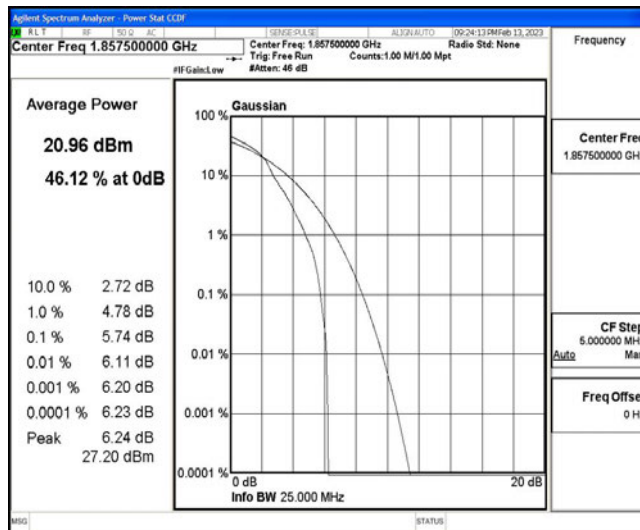 Agilent Spectrum Analyzer - Power Stat CCDF
R L T RF 50 Ω AC SENSE:PULSE ALIGN AUTO 09:24:13 PM Feb 13, 2023
Center Freq 1.857500000 GHz
Center Freq: 1.857500000 GHz Radio Std: None
Trig: Free Run Counts:1.00 M/1.00 Mpt
#IFGain:Low #Atten: 46 dB
Frequency
Average Power
20.96 dBm
46.12 % at 0dB
10.0 % 2.72 dB
1.0 % 4.78 dB
0.1 % 5.74 dB
0.01 % 6.11 dB
0.001 % 6.20 dB
0.0001 % 6.23 dB
Peak 6.24 dB
27.20 dBm
Gaussian
100 %
10 %
1 %
0.1 %
0.01 %
0.001 %
0.0001 %
0 dB 20 dB
Info BW 25.000 MHz
Center Freq
1.857500000 GH
CF Step
5.000000 MH
Auto Ma
Freq Offse
0 H
MSG STATUS